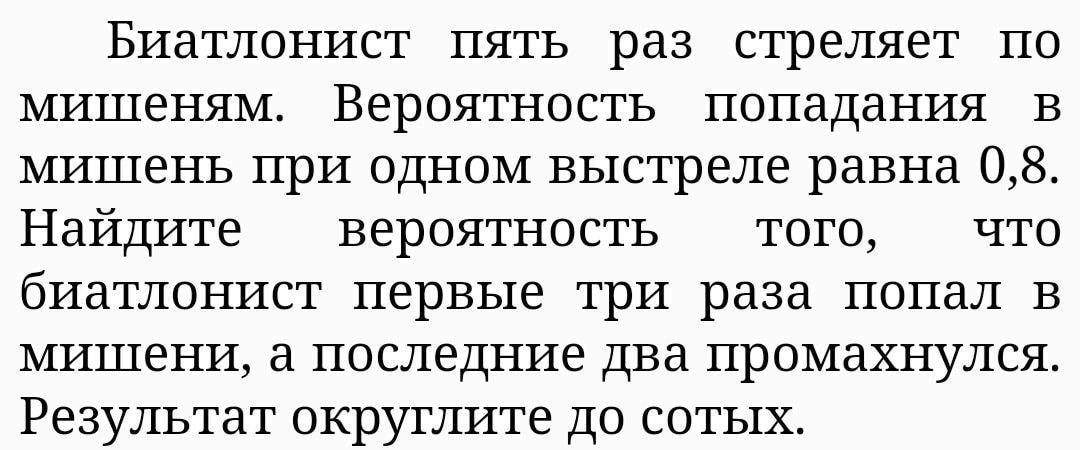 Биатлонист пять раз стреляет по
мишеням. Вероятность попадания в
мишень при одном выстреле равна 0,8.
Найдите вероятность того, что
биатлонист первые три раза попал в
мишени, а последние два промахнулся.
Результат округлите до сотых.